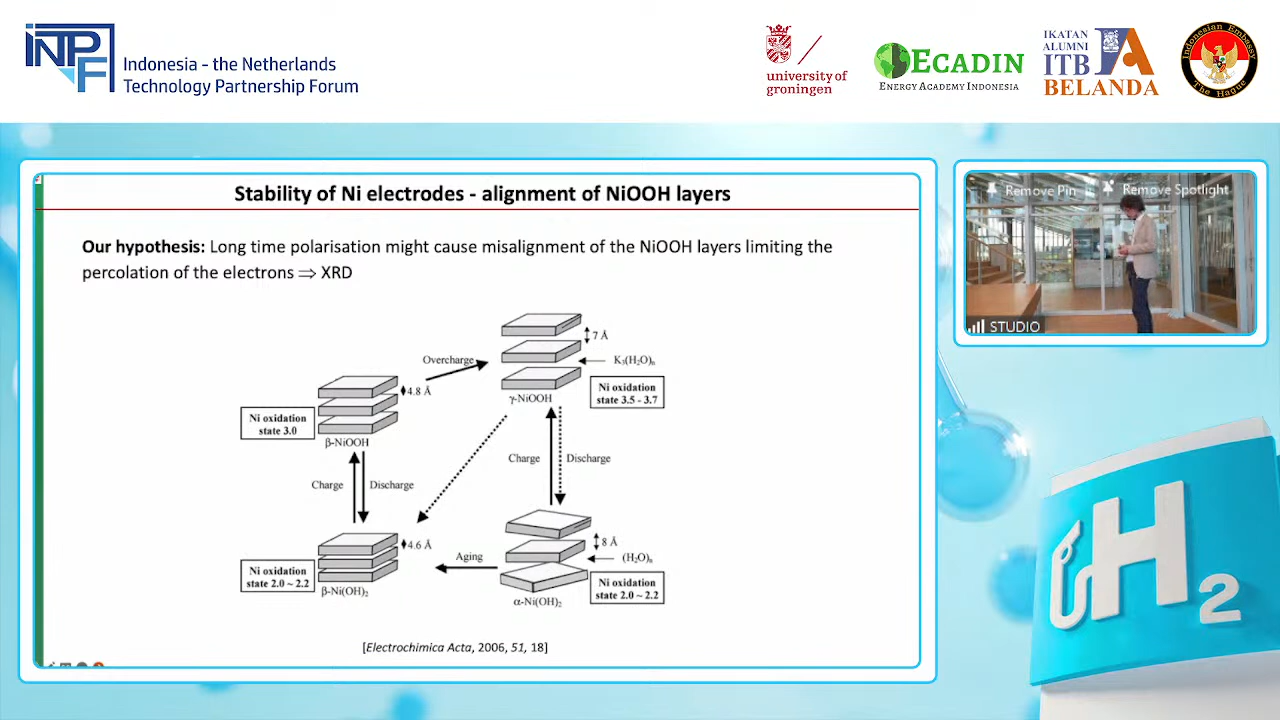 INPF
Indonesia - the Netherlands
Technology Partnership Forum
university of
groningen
ECADIN
ENERGY ACADEMY INDONESIA
IKATAN
ALUMNI
ITB
BELANDA
Indonesian Embassy
The Hague
Stability of Ni electrodes - alignment of NiOOH layers
Our hypothesis: Long time polarisation might cause misalignment of the NiOOH layers limiting the
percolation of the electrons ⇒ XRD
Remove Pin
Remove Spotlight
STUDIO
7 Å
Overcharge
K₃(H₂O)ₙ
4.8 Å
Ni oxidation
state 3.5 - 3.7
γ-NiOOH
Ni oxidation
state 3.0
β-NiOOH
Charge
Discharge
Charge
Discharge
4.6 Å
8 Å
Aging
(H₂O)ₙ
Ni oxidation
state 2.0 ~ 2.2
β-Ni(OH)₂
α-Ni(OH)₂
Ni oxidation
state 2.0 ~ 2.2
[Electrochimica Acta, 2006, 51, 18]
H2